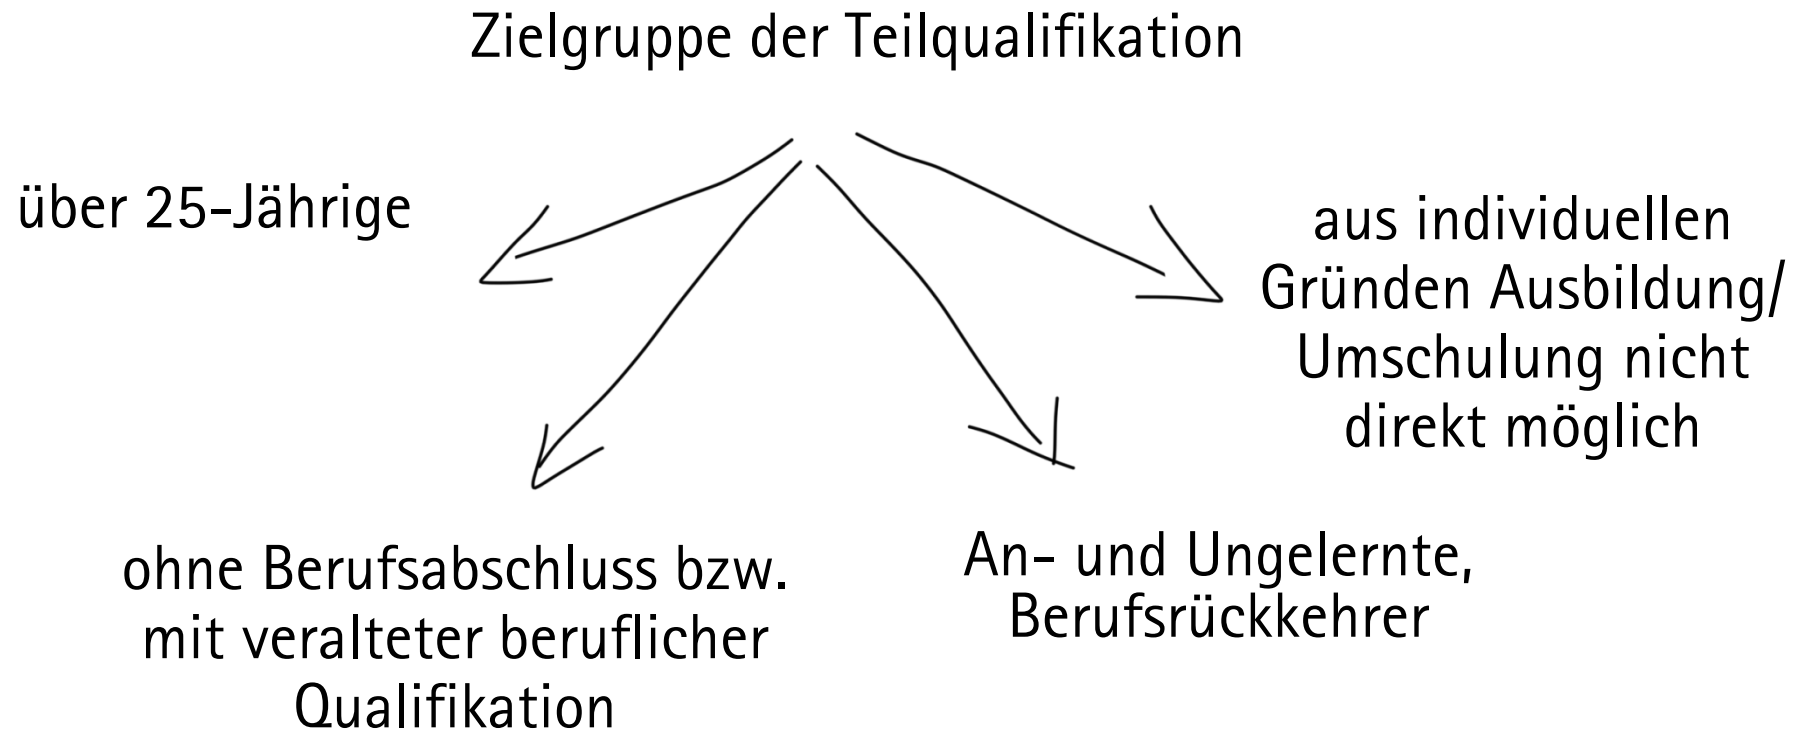 Zielgruppe der Teilqualifikation
über 25-Jährige
aus individuellen
Gründen Ausbildung/
Umschulung nicht
direkt möglich
ohne Berufsabschluss bzw.
mit veralteter beruflicher
Qualifikation
An- und Ungelernte,
Berufsrückkehrer